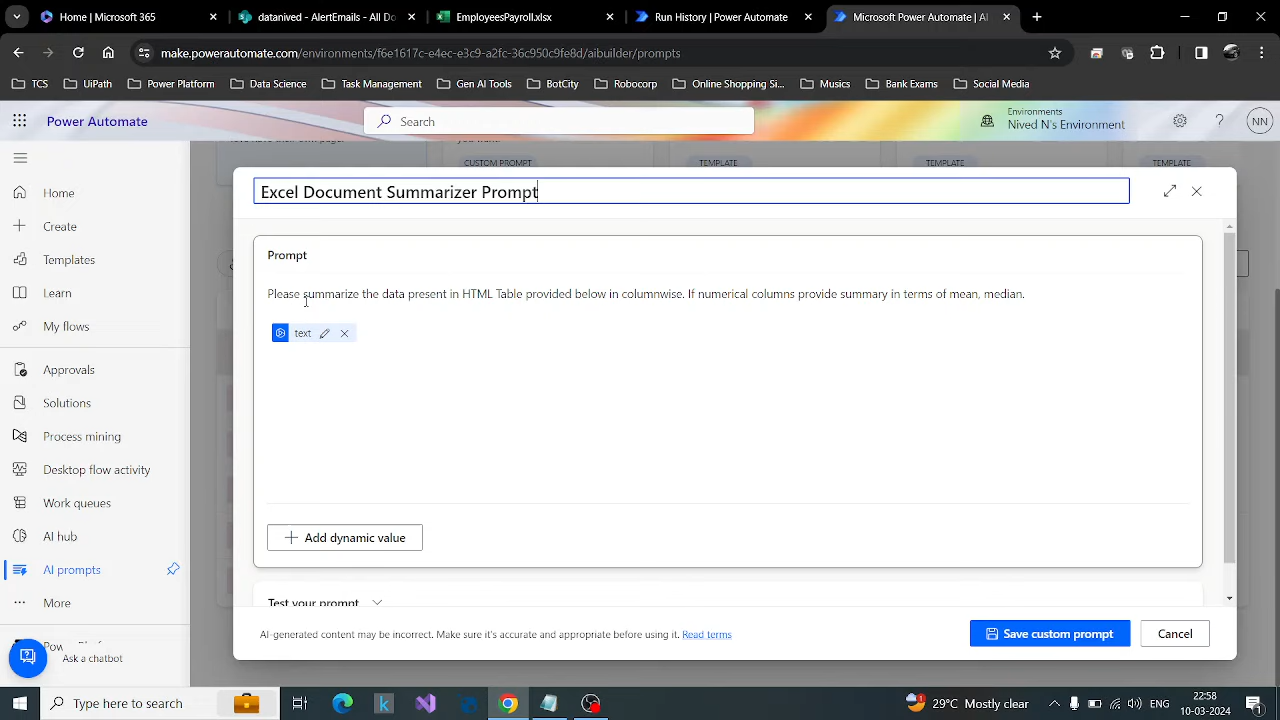 Home | Microsoft 365
datanived - AlertEmails - All Do
EmployeesPayroll.xlsx
Run History | Power Automate
Microsoft Power Automate | AI
make.powerautomate.com/environments/f6e1617c-e4ec-e3c9-a2fc-36c950c9fe8d/aibuilder/prompts
TCS
UiPath
Power Platform
Data Science
Task Management
Gen AI Tools
BotCity
Robocorp
Online Shopping Si...
Musics
Bank Exams
Social Media
Power Automate
Search
Environments
Nived N's Environment
NN
CUSTOM PROMPT
TEMPLATE
TEMPLATE
TEMPLATE
Home
Create
Templates
Learn
My flows
Approvals
Solutions
Process mining
Desktop flow activity
Work queues
AI hub
AI prompts
More
Ask a chatbot
Excel Document Summarizer Prompt
Prompt
Please summarize the data present in HTML Table provided below in columnwise. If numerical columns provide summary in terms of mean, median.
text
Add dynamic value
Test your prompt
AI-generated content may be incorrect. Make sure it's accurate and appropriate before using it. Read terms
Save custom prompt
Cancel
Type here to search
29°C Mostly clear
ENG
22:58
10-03-2024